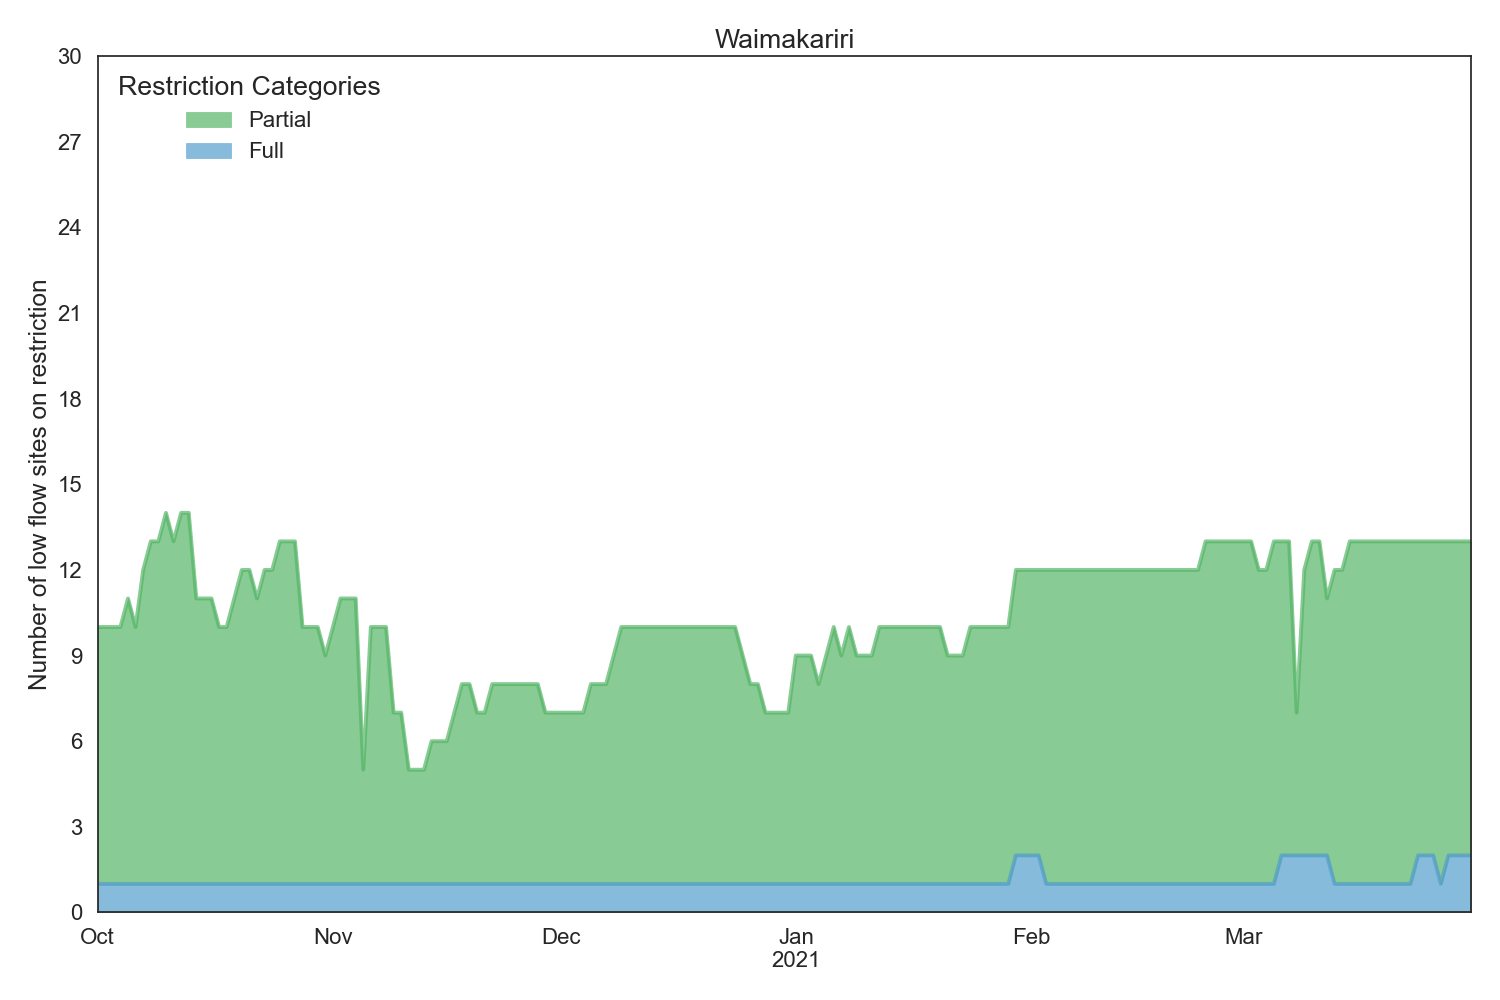 Waimakariri
Restriction Categories
Partial
Full
Number of low flow sites on restriction
30
27
24
21
18
15
12
9
6
3
0
Oct Nov Dec Jan Feb Mar
2021